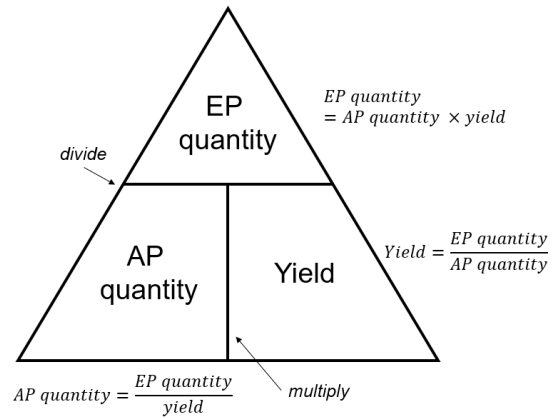 EP
quantity
EP quantity
= AP quantity × yield
divide
AP
quantity
Yield
Yield = EP quantity / AP quantity
AP quantity = EP quantity / yield
multiply